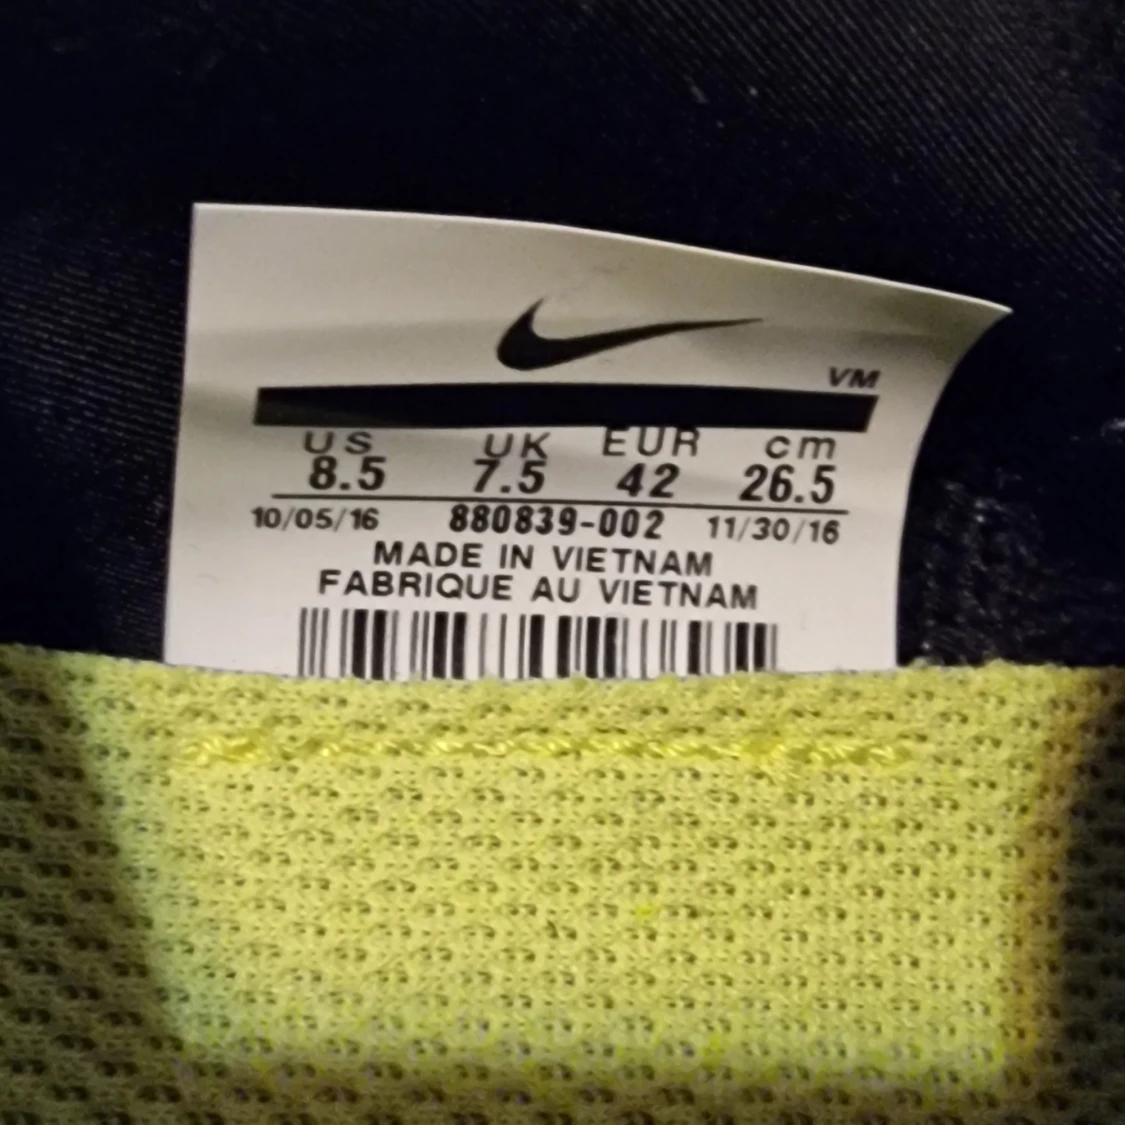 VM
US UK EUR cm
8.5 7.5 42 26.5
10/05/16 880839-002 11/30/16
MADE IN VIETNAM
FABRIQUE AU VIETNAM